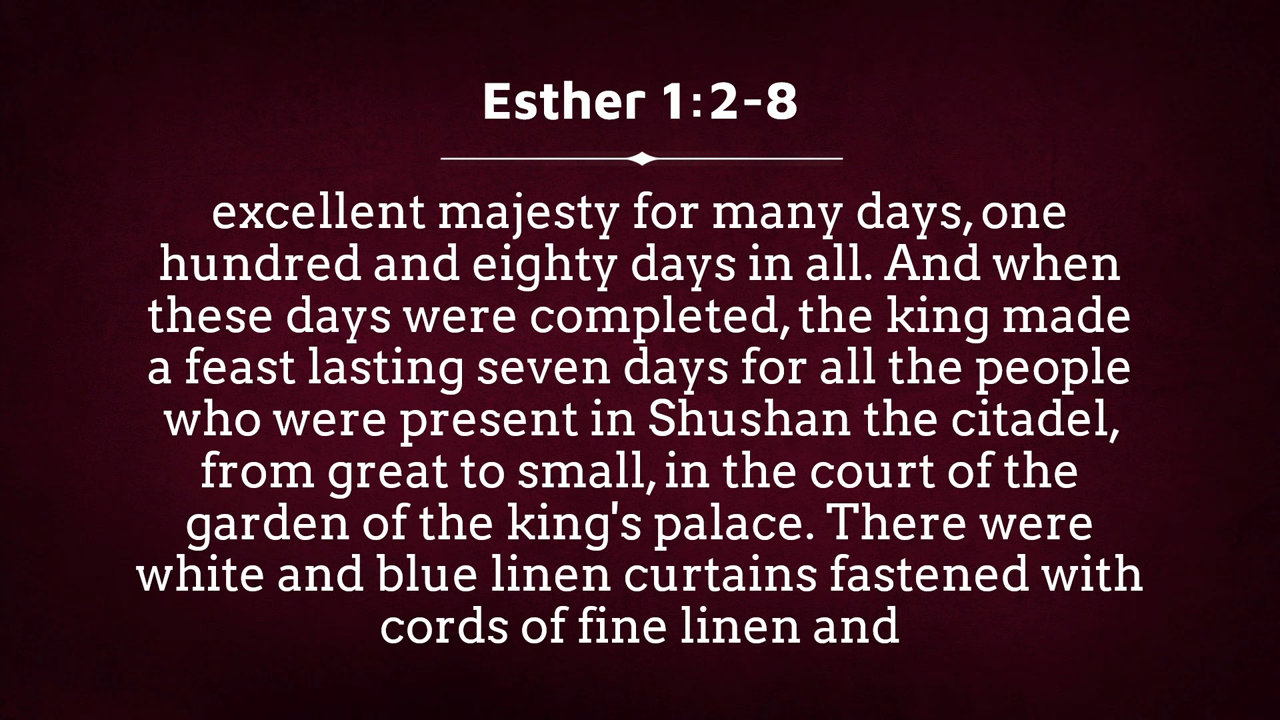 Esther 1:2-8
excellent majesty for many days, one
hundred and eighty days in all. And when
these days were completed, the king made
a feast lasting seven days for all the people
who were present in Shushan the citadel,
from great to small, in the court of the
garden of the king's palace. There were
white and blue linen curtains fastened with
cords of fine linen and